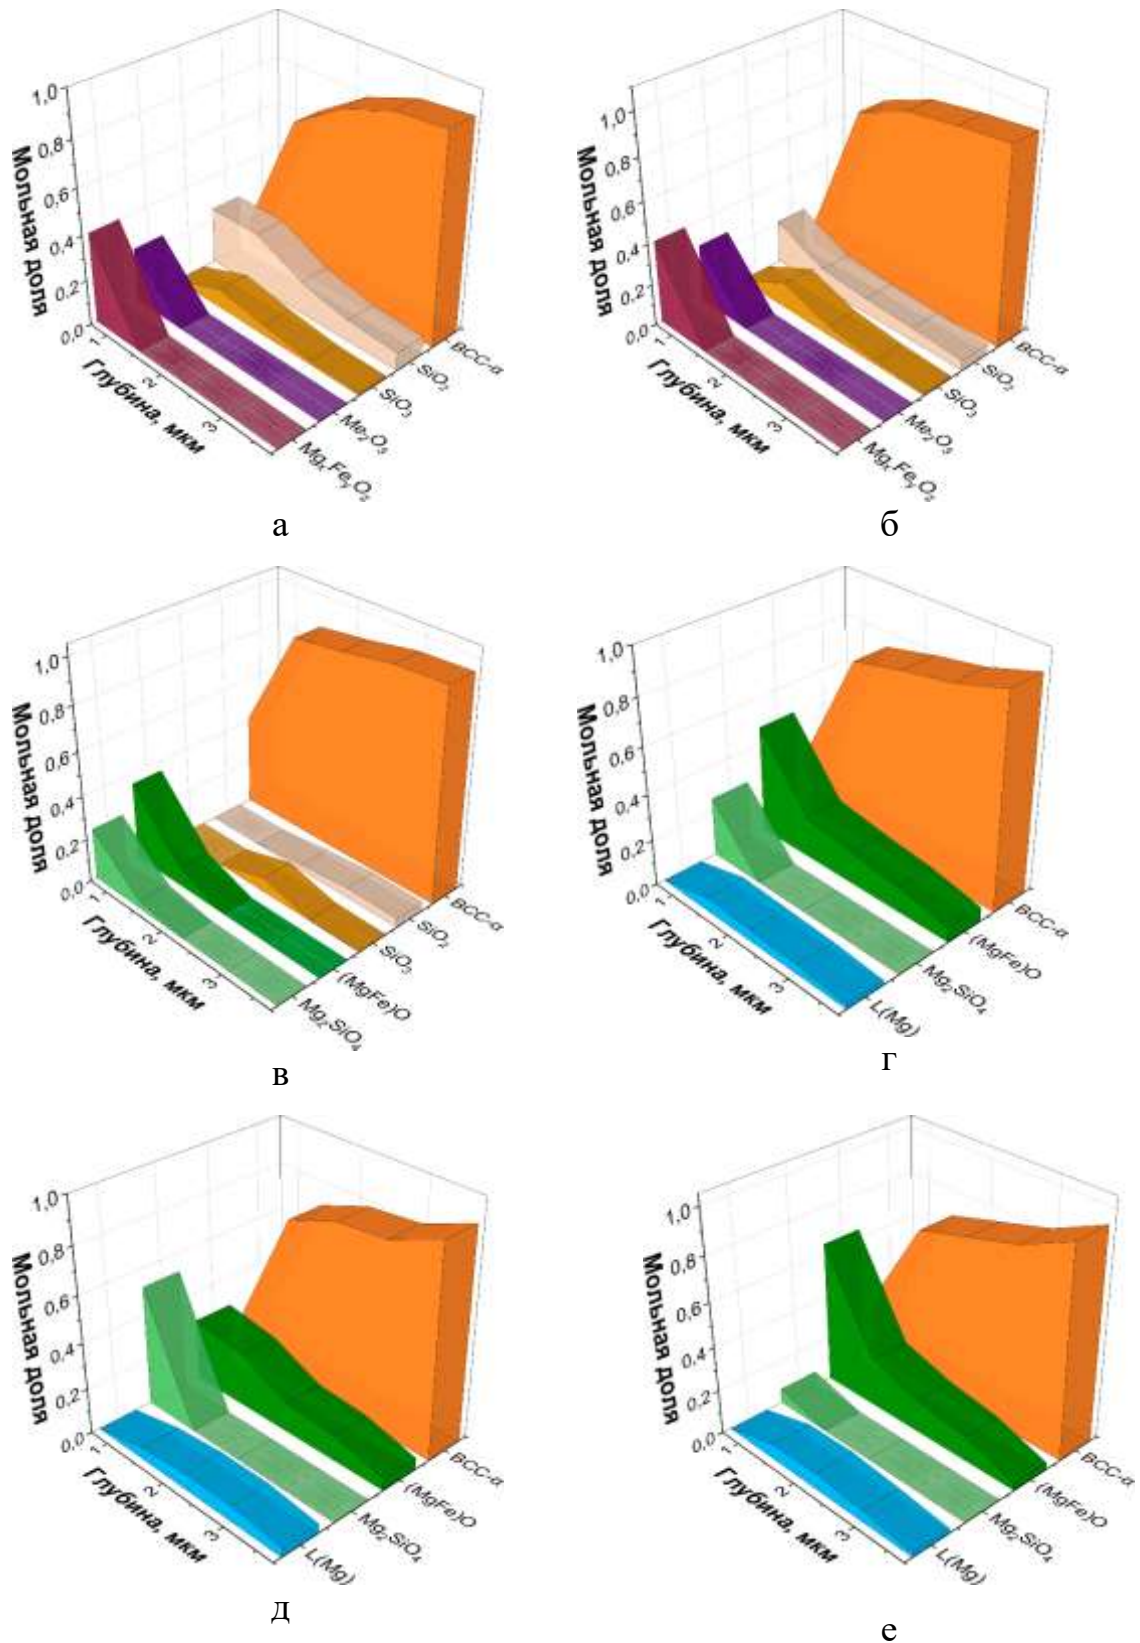 1,0
0,8
0,6
0,4
0,2
0,0
Мольная доля
1
2
3
Глубина, мкм
BCC-α
SiO₂
SiO₃
Me₂O₃
MgₓFeᵧO₃
а
1,0
0,8
0,6
0,4
0,2
0,0
Мольная доля
1
2
3
Глубина, мкм
BCC-α
SiO₂
SiO₃
Me₂O₃
MgₓFeᵧO₃
б
1,0
0,8
0,6
0,4
0,2
0,0
Мольная доля
1
2
3
Глубина, мкм
BCC-α
SiO₂
SiO₃
(MgFe)O
Mg₂SiO₄
в
1,0
0,8
0,6
0,4
0,2
0,0
Мольная доля
1
2
3
Глубина, мкм
BCC-α
(MgFe)O
Mg₂SiO₄
L(Mg)
г
1,0
0,8
0,6
0,4
0,2
0,0
Мольная доля
1
2
3
Глубина, мкм
BCC-α
(MgFe)O
Mg₂SiO₄
L(Mg)
д
1,0
0,8
0,6
0,4
0,2
0,0
Мольная доля
1
2
3
Глубина, мкм
BCC-α
(MgFe)O
Mg₂SiO₄
L(Mg)
е